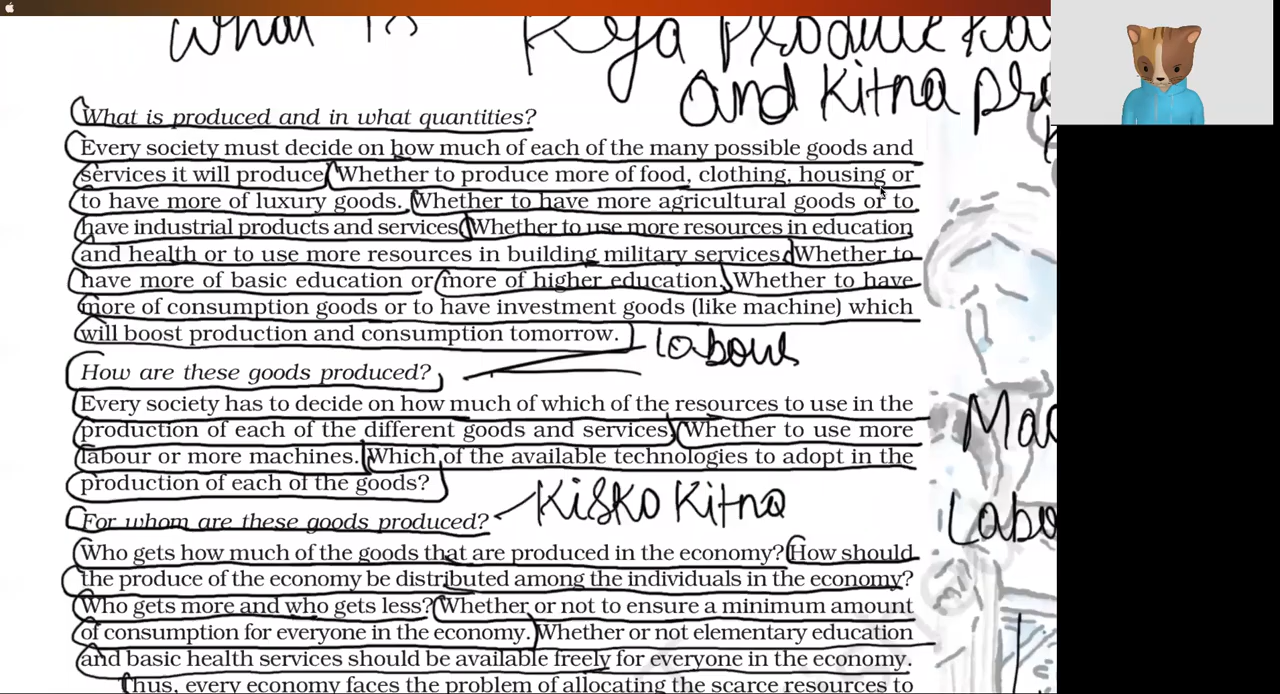 What is Kya produce
and Kitna
What is produced and in what quantities?
Every society must decide on how much of each of the many possible goods and
services it will produce. Whether to produce more of food, clothing, housing or
to have more of luxury goods. Whether to have more agricultural goods or to
have industrial products and services. Whether to use more resources in education
and health or to use more resources in building military services. Whether to
have more of basic education or more of higher education. Whether to have
more of consumption goods or to have investment goods (like machine) which
will boost production and consumption tomorrow.
labour
How are these goods produced?
Every society has to decide on how much of which of the resources to use in the
production of each of the different goods and services. Whether to use more
labour or more machines. Which of the available technologies to adopt in the
production of each of the goods?
Kisko Kitna
For whom are these goods produced?
Who gets how much of the goods that are produced in the economy? How should
the produce of the economy be distributed among the individuals in the economy?
Who gets more and who gets less? Whether or not to ensure a minimum amount
of consumption for everyone in the economy. Whether or not elementary education
and basic health services should be available freely for everyone in the economy.
Thus, every economy faces the problem of allocating the scarce resources to